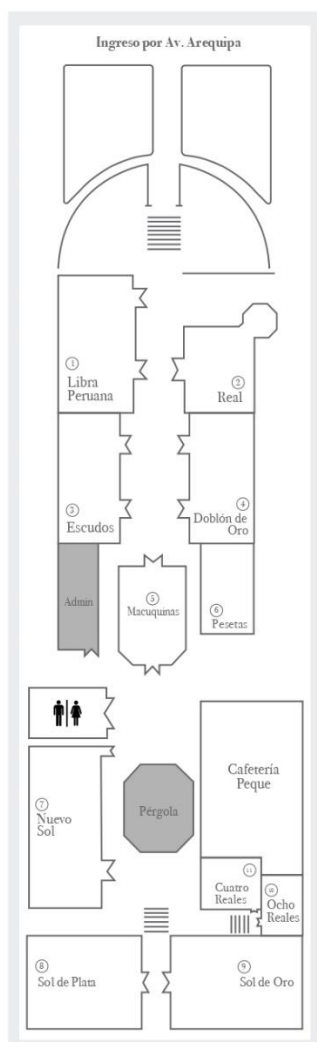 Ingreso por Av. Arequipa
1
Libra
Peruana
2
Real
3
Escudos
4
Doblón de
Oro
Admin
5
Macuquinas
6
Pesetas
Cafetería
Peque
7
Nuevo
Sol
Pérgola
11
Cuatro
Reales
10
Ocho
Reales
8
Sol de Plata
9
Sol de Oro